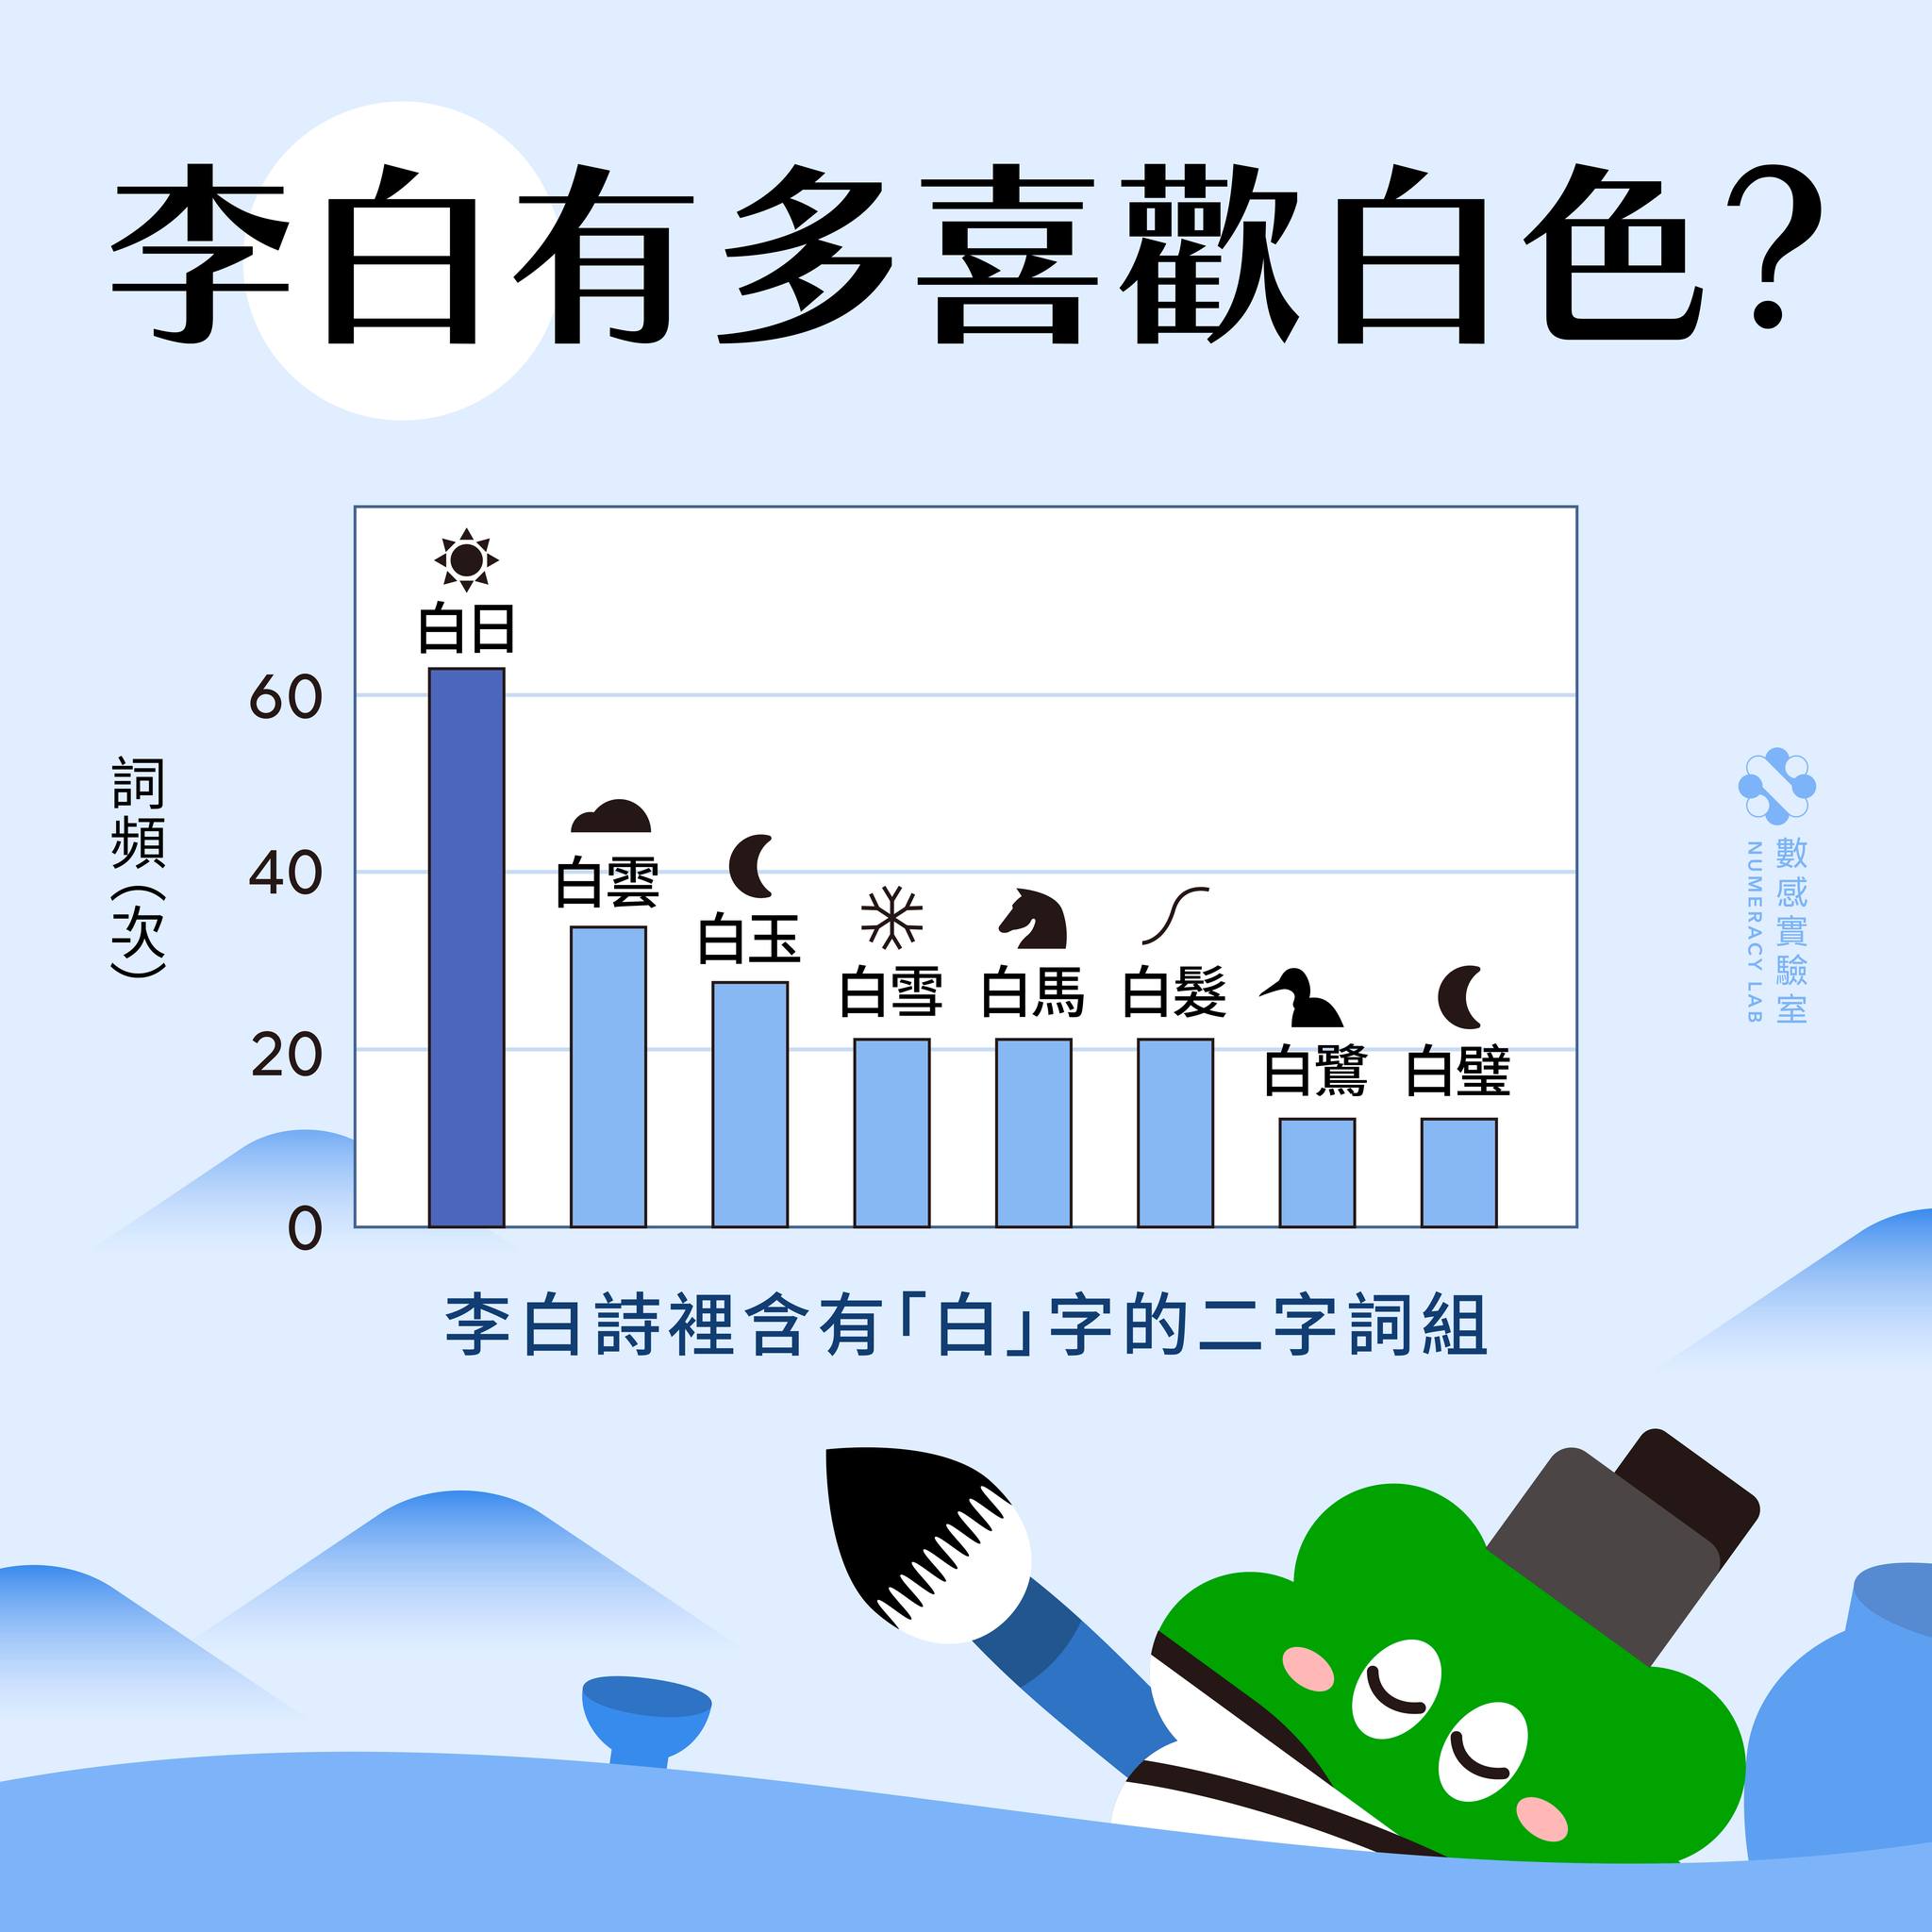 李白有多喜歡白色?
詞頻(次)
60
40
20
0
白日
白雲
白玉
白雪
白馬
白髮
白鷺
白璧
李白詩裡含有「白」字的二字詞組
數感實驗室
NUMERACY LAB